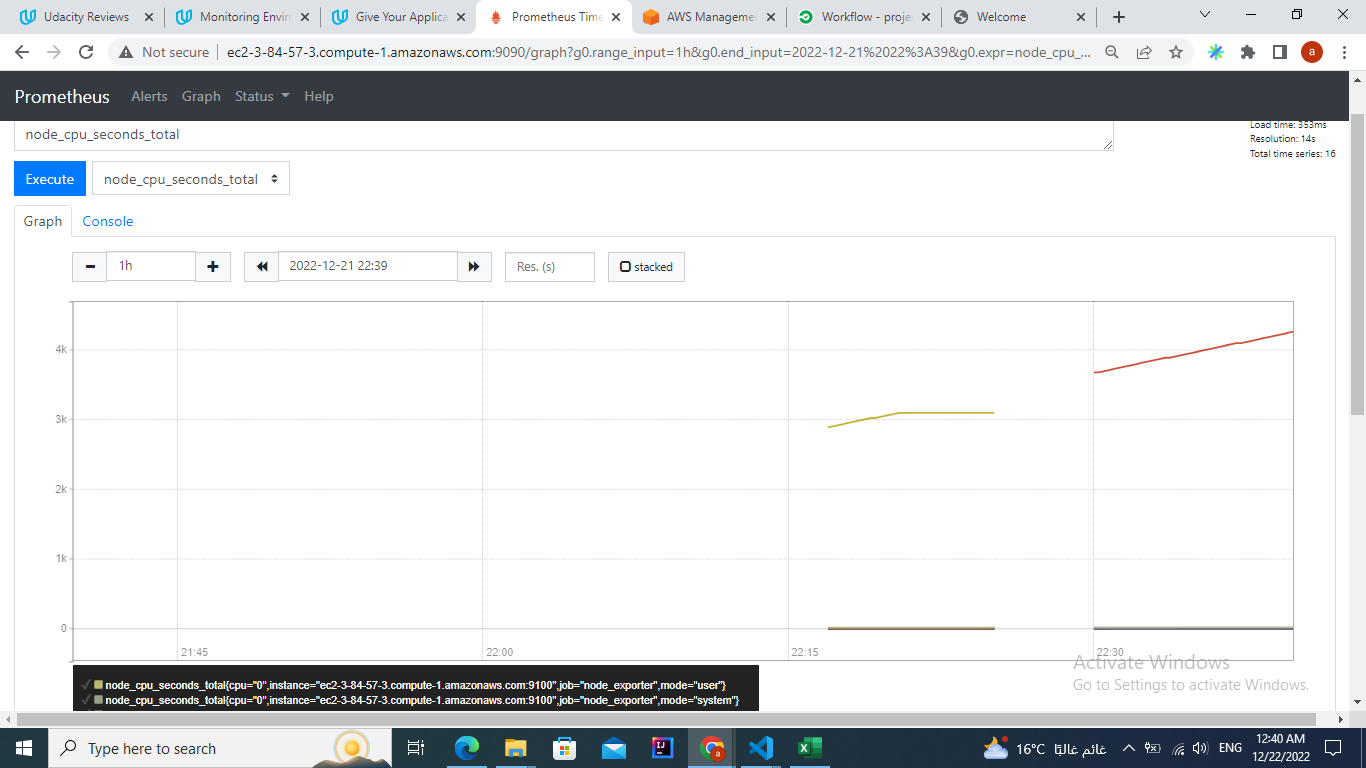 Udacity Reviews
Monitoring Enviro
Give Your Applica
Prometheus Time
AWS Managemen
Workflow - projec
Welcome
Not secure
ec2-3-84-57-3.compute-1.amazonaws.com:9090/graph?g0.range_input=1h&g0.end_input=2022-12-21%2022%3A39&g0.expr=node_cpu_...
a
Prometheus Alerts Graph Status Help
node_cpu_seconds_total
Load time: 353ms
Resolution: 14s
Total time series: 16
Execute node_cpu_seconds_total
Graph Console
1h 2022-12-21 22:39 Res. (s) stacked
4k
3k
2k
1k
0
21:45 22:00 22:15 22:30
Activate Windows
Go to Settings to activate Windows.
node_cpu_seconds_total{cpu="0",instance="ec2-3-84-57-3.compute-1.amazonaws.com:9100",job="node_exporter",mode="user"}
node_cpu_seconds_total{cpu="0",instance="ec2-3-84-57-3.compute-1.amazonaws.com:9100",job="node_exporter",mode="system"}
Type here to search
16°C غائم غالبًا
ENG
12:40 AM
12/22/2022